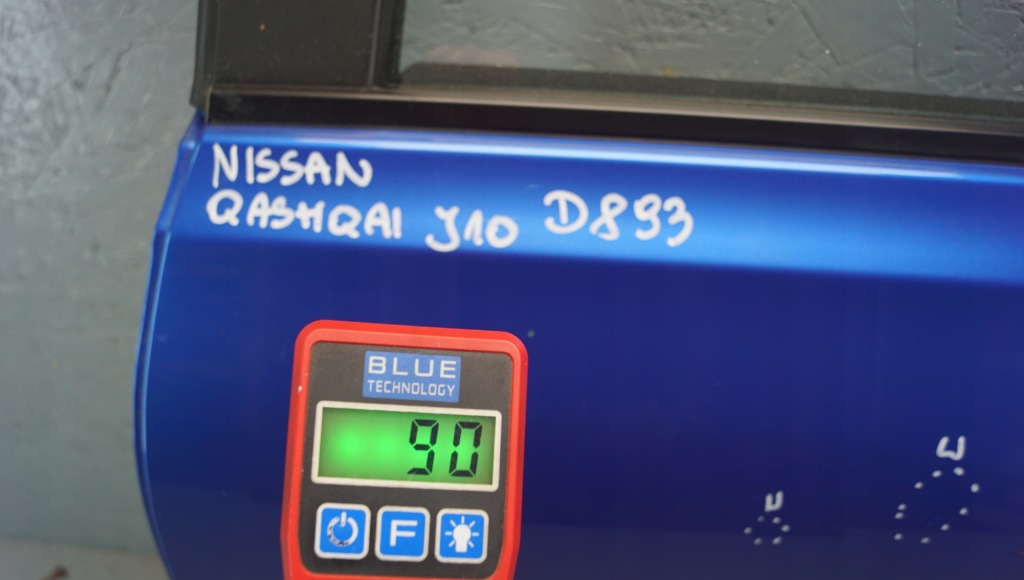 NISSAN
QASHQAI J10 D893
BLUE
TECHNOLOGY
90
F
U
U